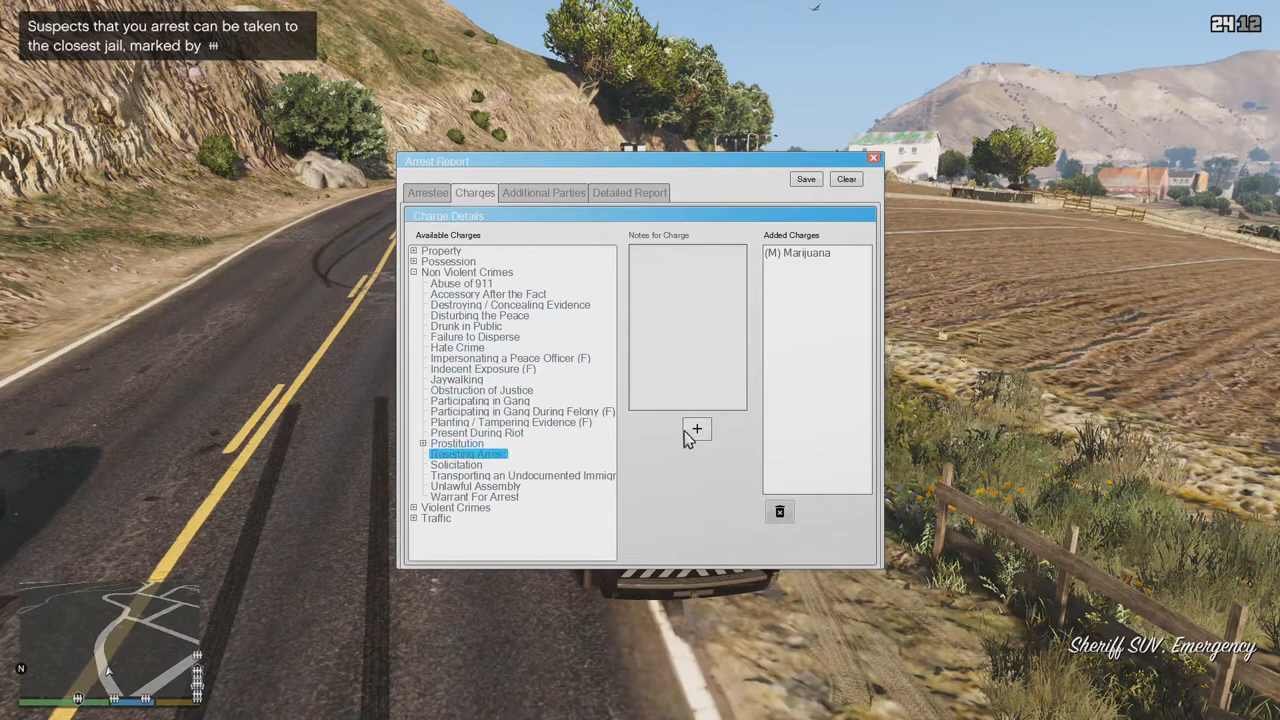 Suspects that you arrest can be taken to
the closest jail, marked by
24:12
Arrest Report
Save
Clear
Arrestee
Charges
Additional Parties
Detailed Report
Charge Details
Available Charges
Notes for Charge
Added Charges
Property
Possession
Non Violent Crimes
Abuse of 911
Accessory After the Fact
Destroying / Concealing Evidence
Disturbing the Peace
Drunk in Public
Failure to Disperse
Hate Crime
Impersonating a Peace Officer (F)
Indecent Exposure (F)
Jaywalking
Obstruction of Justice
Participating in Gang
Participating in Gang During Felony (F)
Planting / Tampering Evidence (F)
Present During Riot
Prostitution
Resisting Arrest
Solicitation
Transporting an Undocumented Immigr
Unlawful Assembly
Warrant For Arrest
Violent Crimes
Traffic
(M) Marijuana
N
Sheriff SUV, Emergency